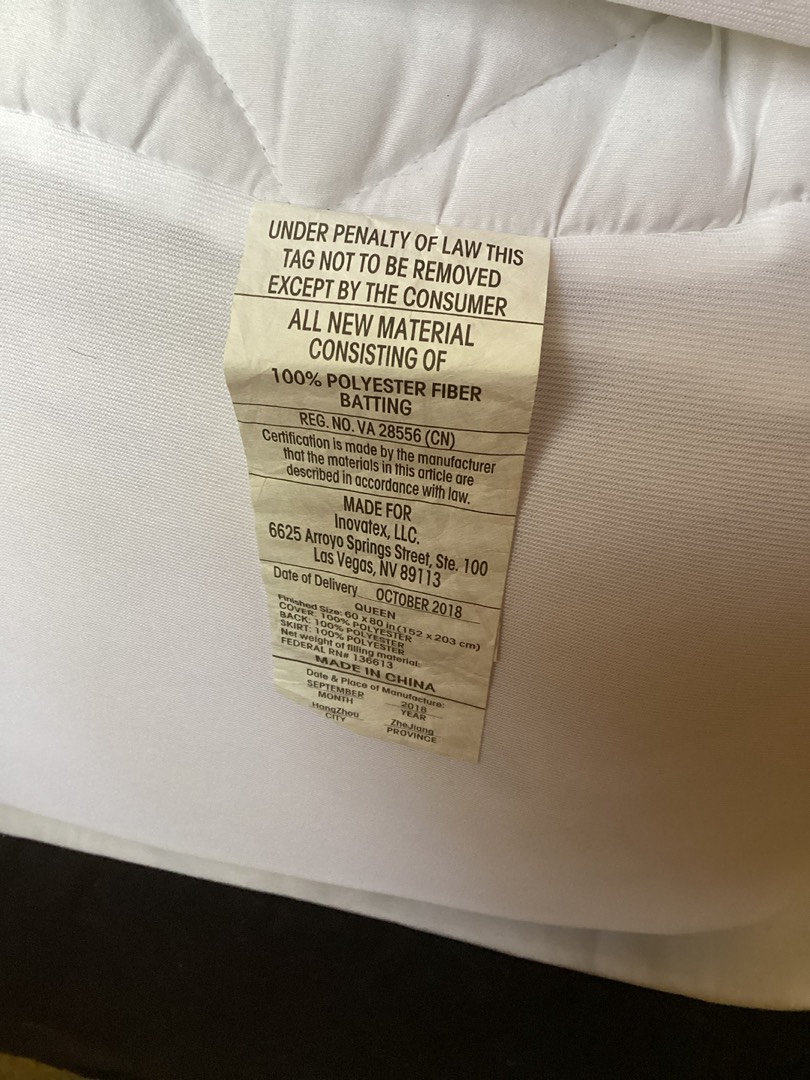 UNDER PENALTY OF LAW THIS
TAG NOT TO BE REMOVED
EXCEPT BY THE CONSUMER
ALL NEW MATERIAL
CONSISTING OF
100% POLYESTER FIBER
BATTING
REG. NO. VA 28556 (CN)
Certification is made by the manufacturer
that the materials in this article are
described in accordance with law.
MADE FOR
Inovatex, LLC.
6625 Arroyo Springs Street, Ste. 100
Las Vegas, NV 89113
Date of Delivery OCTOBER 2018
QUEEN
Finished Size: 60 x 80 in (152 x 203 cm)
COVER: 100% POLYESTER
BACK: 100% POLYESTER
SKIRT: 100% POLYESTER
Net weight of filling material:
FEDERAL RN# 136613
MADE IN CHINA
Date & Place of Manufacture:
SEPTEMBER 2018
MONTH YEAR
HangZhou ZheJiang
CITY PROVINCE